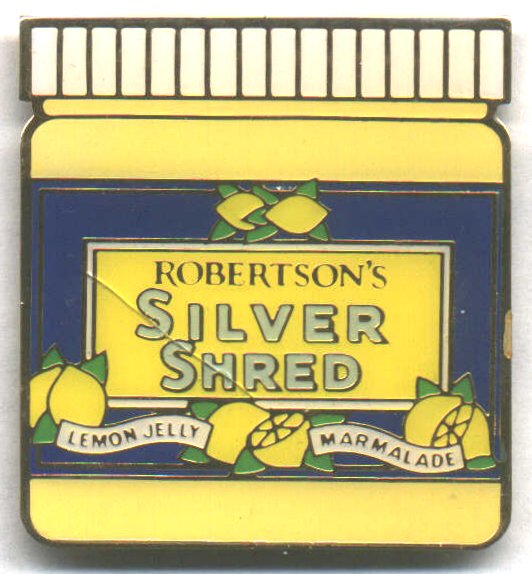 ROBERTSON'S
SILVER
SHRED
LEMON JELLY
MARMALADE